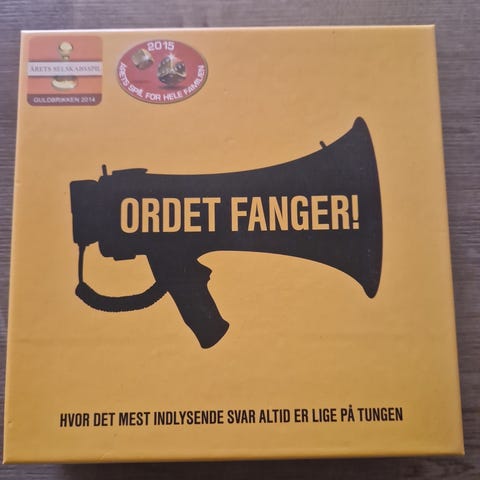 ÅRETS SELSKABSSPIL
GULDBRIKKEN 2014
2015
ÅRETS SPIL FOR HELE FAMILIEN
ORDET FANGER!
HVOR DET MEST INDLYSENDE SVAR ALTID ER LIGE PÅ TUNGEN